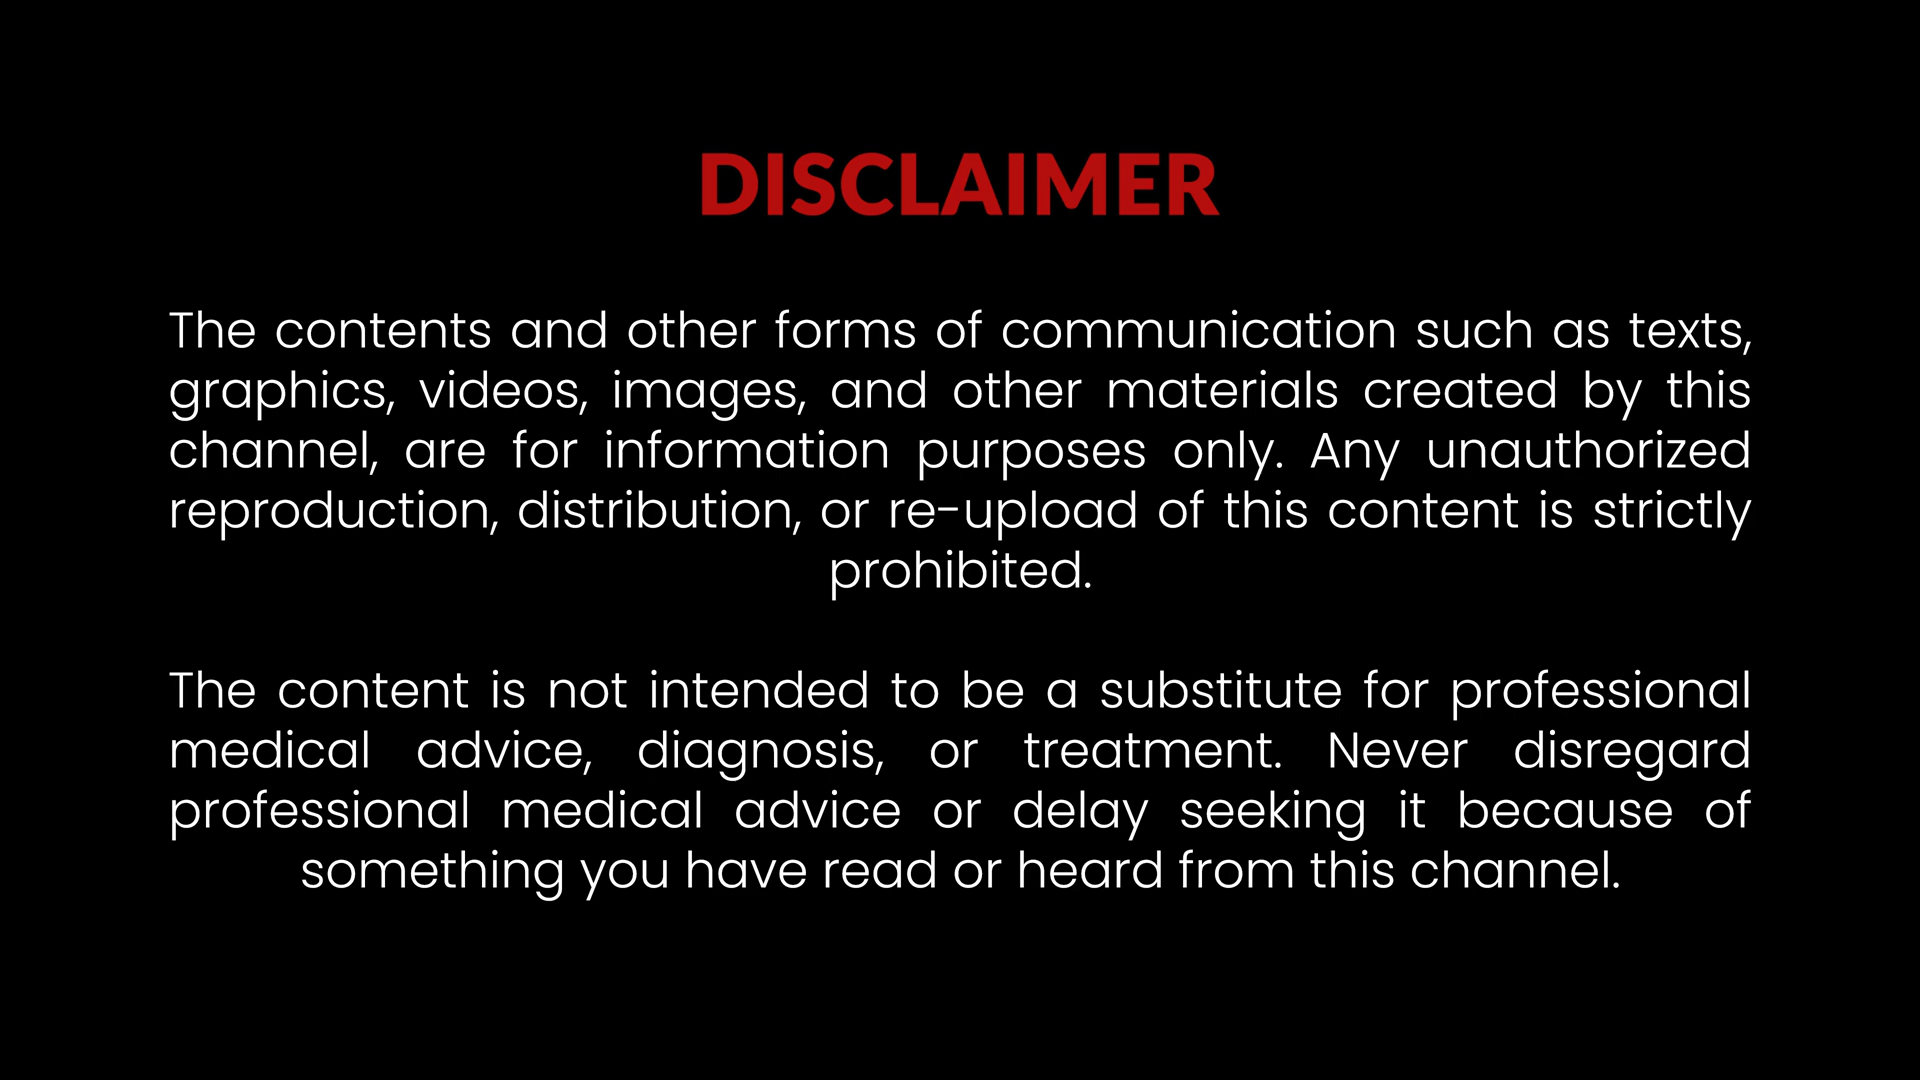 DISCLAIMER
The contents and other forms of communication such as texts,
graphics, videos, images, and other materials created by this
channel, are for information purposes only. Any unauthorized
reproduction, distribution, or re-upload of this content is strictly
prohibited.
The content is not intended to be a substitute for professional
medical advice, diagnosis, or treatment. Never disregard
professional medical advice or delay seeking it because of
something you have read or heard from this channel.